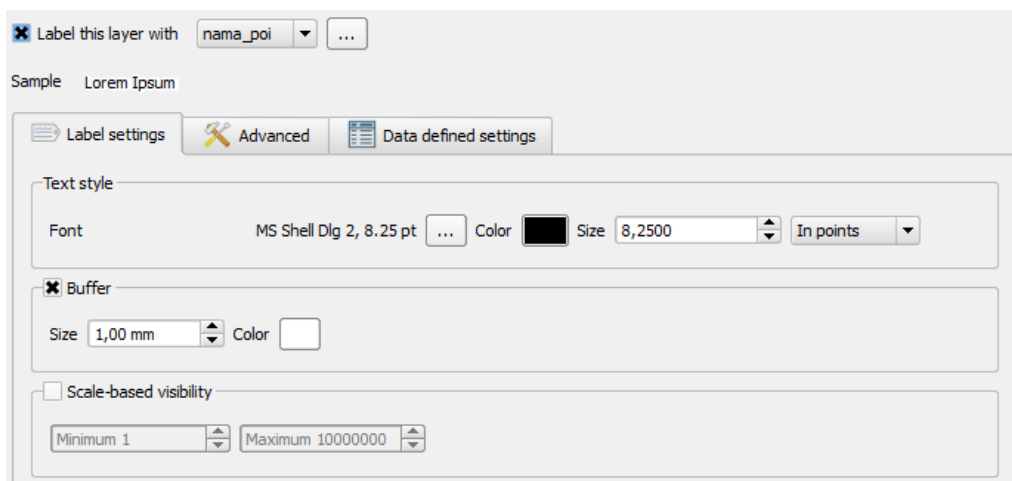 Label this layer with nama_poi ...
Sample Lorem Ipsum
Label settings Advanced Data defined settings
Text style
Font MS Shell Dlg 2, 8.25 pt ... Color Size 8,2500 In points
Buffer
Size 1,00 mm Color
Scale-based visibility
Minimum 1 Maximum 10000000